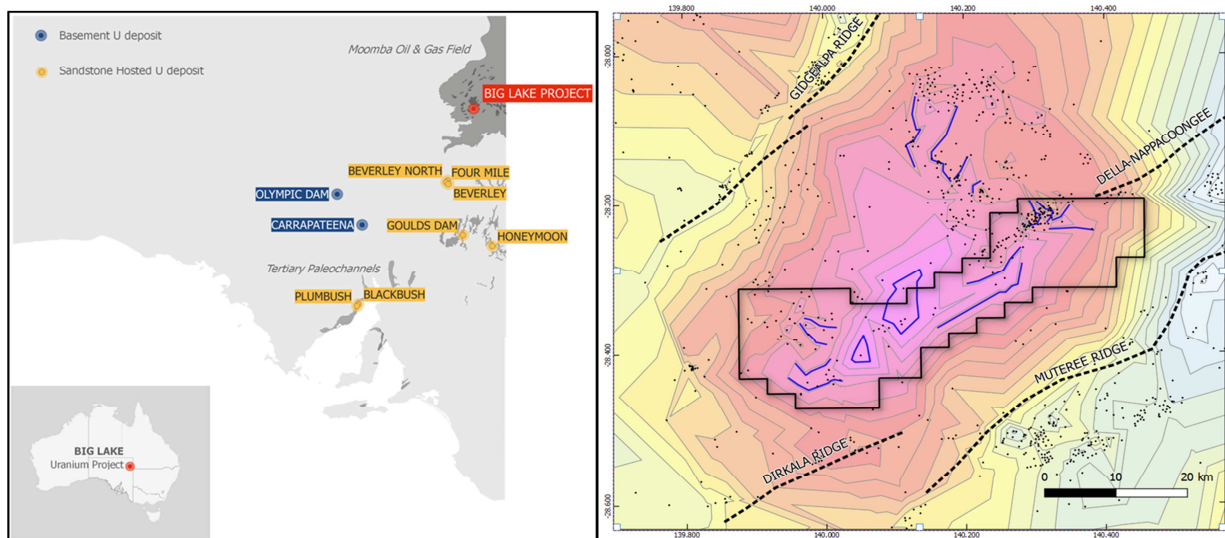 Basement U deposit
Sandstone Hosted U deposit
Moomba Oil & Gas Field
BIG LAKE PROJECT
BEVERLEY NORTH
FOUR MILE
BEVERLEY
OLYMPIC DAM
CARRAPATEENA
GOULDS DAM
HONEYMOON
Tertiary Paleochannels
PLUMBUSH
BLACKBUSH
BIG LAKE
Uranium Project
139.800
140.000
140.200
140.400
-28.000
-28.200
-28.400
-28.600
GIDGEALPA RIDGE
DELLA-NAPPACOONGEE
MUTEREE RIDGE
DIRKALA RIDGE
0
10
20 km
139.800
140.000
140.200
140.400